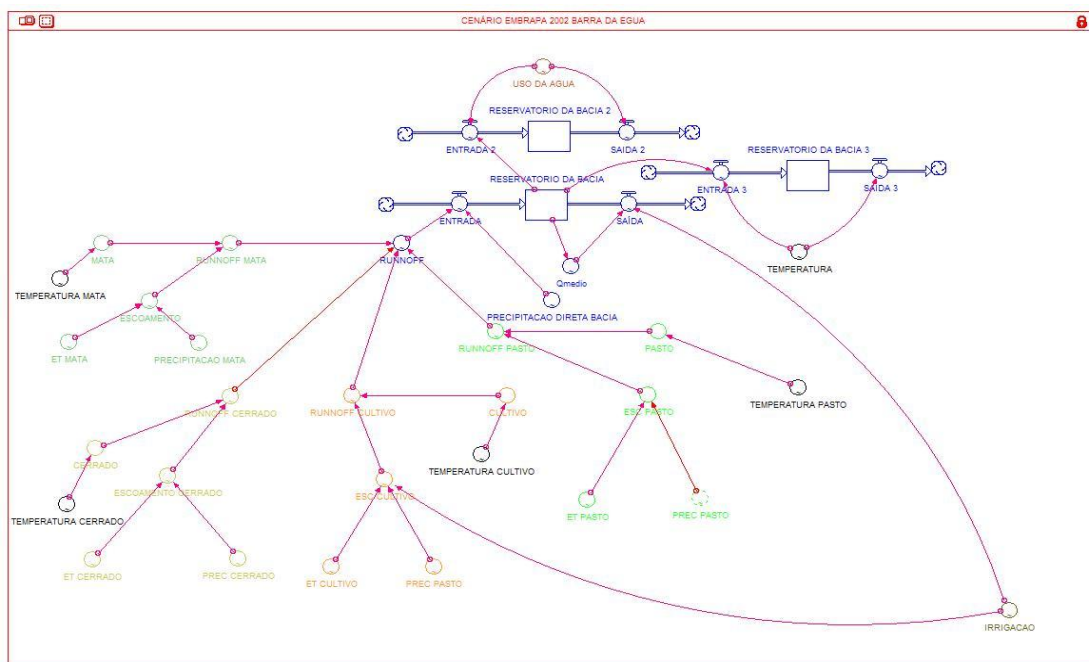 CENÁRIO EMBRAPA 2002 BARRA DA EGUA
USO DA AGUA
RESERVATORIO DA BACIA 2
ENTRADA 2
SAIDA 2
RESERVATORIO DA BACIA 3
RESERVATORIO DA BACIA
ENTRADA 3
SAIDA 3
ENTRADA
SAÍDA
MATA
RUNNOFF MATA
RUNNOFF
TEMPERATURA
Qmedio
TEMPERATURA MATA
PRECIPITACAO DIRETA BACIA
ESCOAMENTO
ET MATA
PRECIPITACAO MATA
RUNNOFF PASTO
PASTO
TEMPERATURA PASTO
RUNNOFF CERRADO
RUNNOFF CULTIVO
CULTIVO
ESC PASTO
CERRADO
TEMPERATURA CULTIVO
ESCOAMENTO CERRADO
ESC CULTIVO
TEMPERATURA CERRADO
ET PASTO
PREC PASTO
ET CERRADO
PREC CERRADO
ET CULTIVO
PREC PASTO
IRRIGACAO